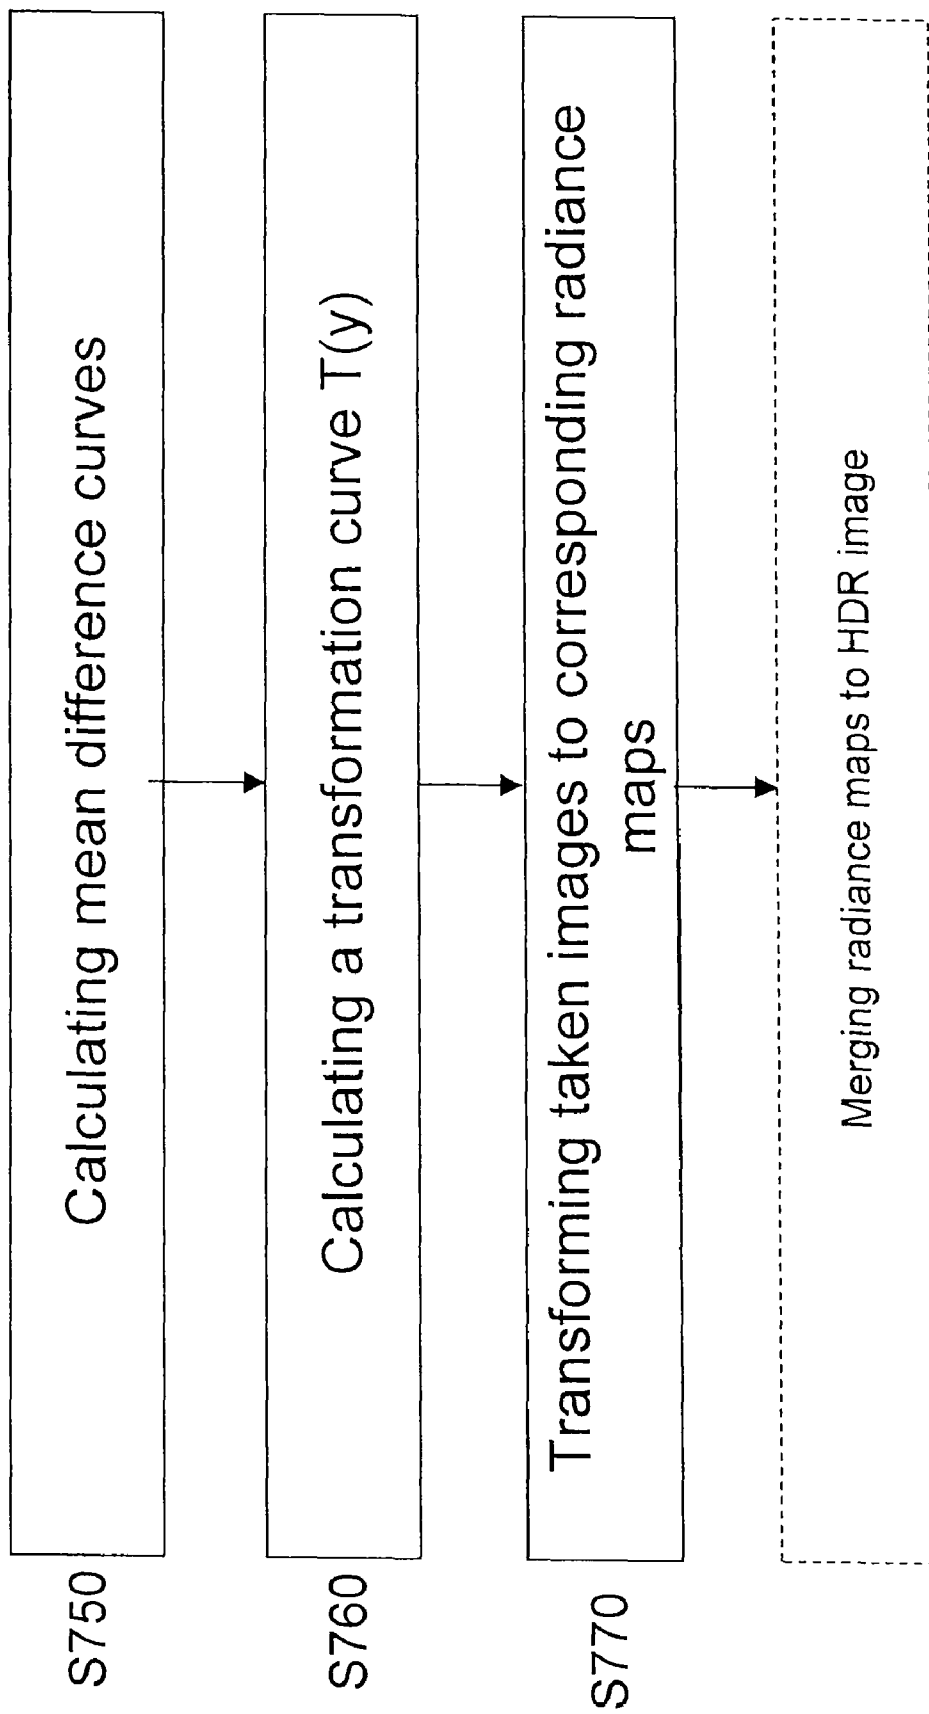 S750
Calculating mean difference curves
S760
Calculating a transformation curve T(y)
S770
Transforming taken images to corresponding radiance
maps
Merging radiance maps to HDR image